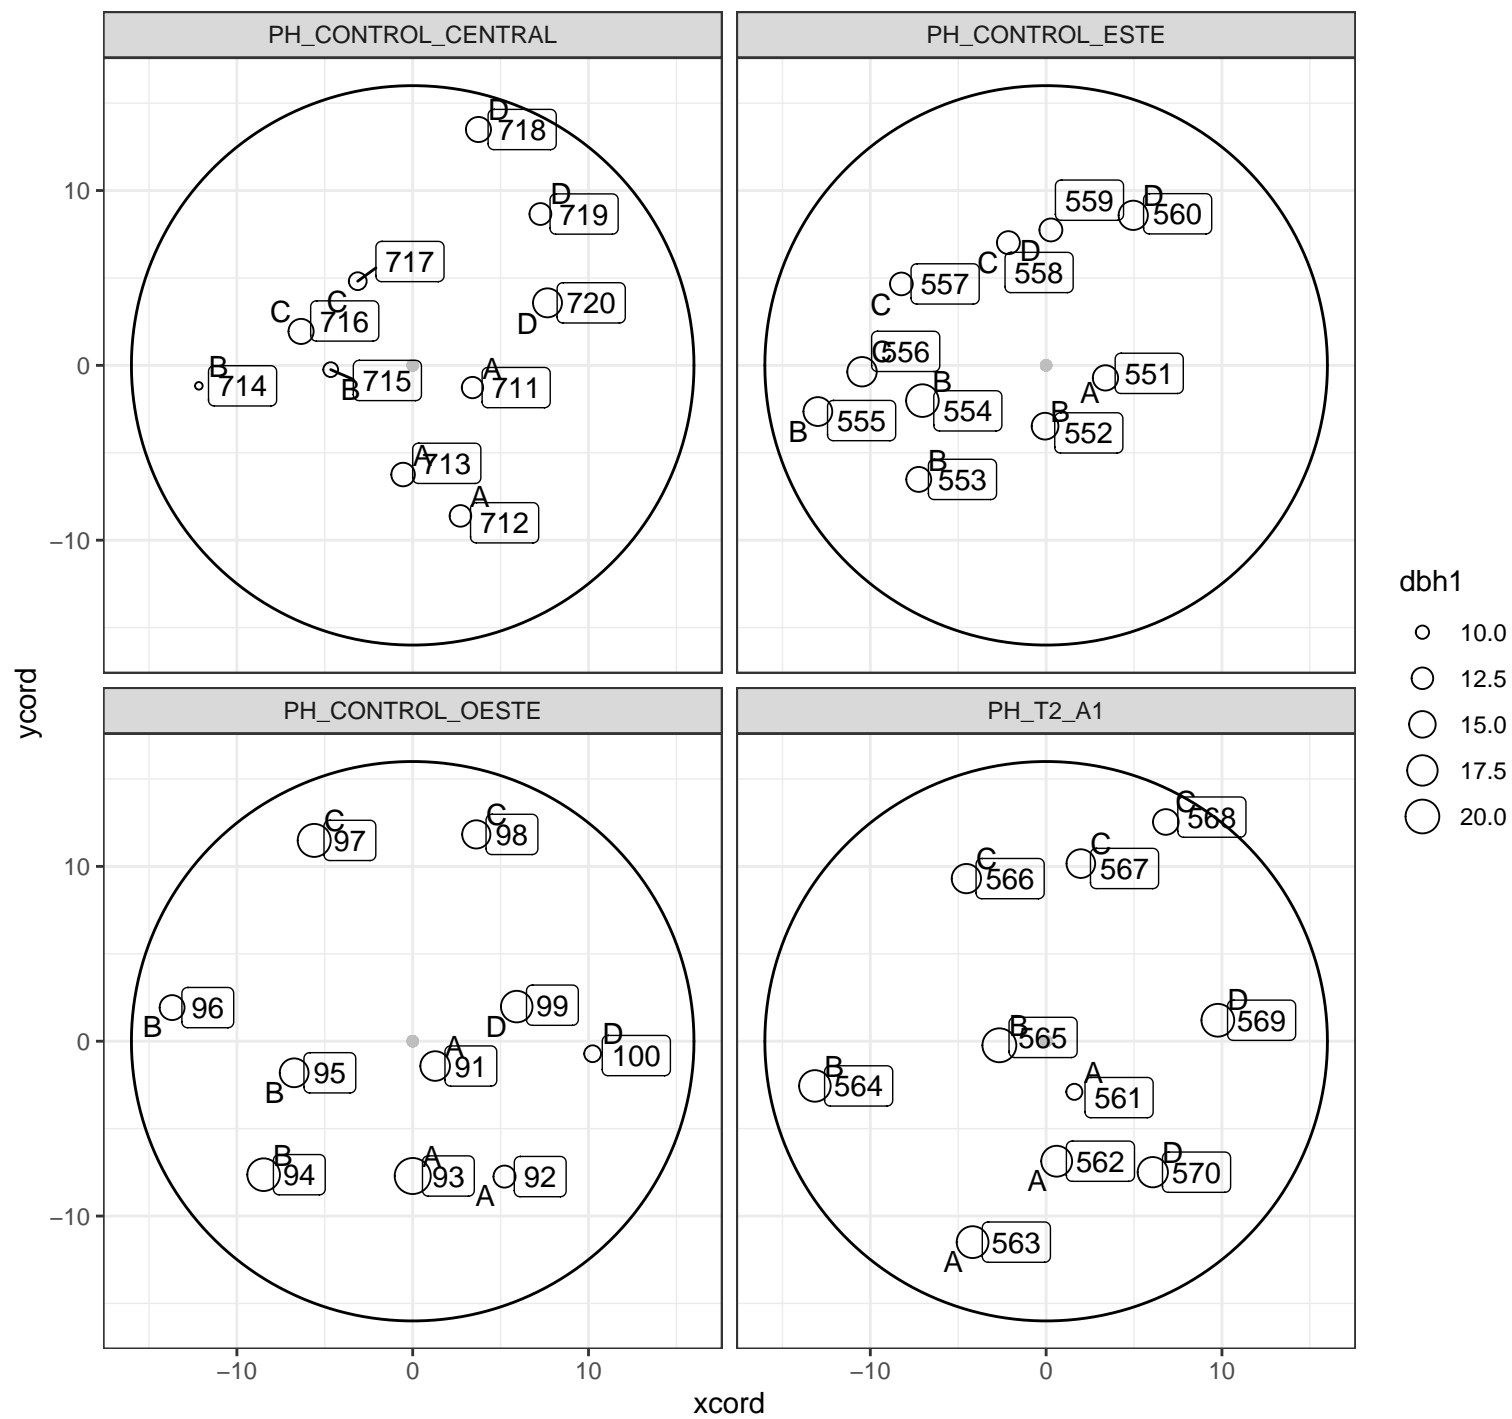 PH_CONTROL_CENTRAL
PH_CONTROL_ESTE
D
718
D
719
717
C
C
716
720
D
B
714
715
B
A
711
A
713
A
712
559
D
560
D
C
558
557
C
C
556
B
554
555
B
551
A
B
552
B
553
10
0
−10
ycord
PH_CONTROL_OESTE
PH_T2_A1
C
97
C
98
96
B
99
D
D
100
A
91
95
B
B
94
A
93
92
A
C
568
C
567
C
566
D
569
B
565
B
564
A
561
562
A
D
570
563
A
10
0
−10
−10
0
10
−10
0
10
xcord
dbh1
10.0
12.5
15.0
17.5
20.0